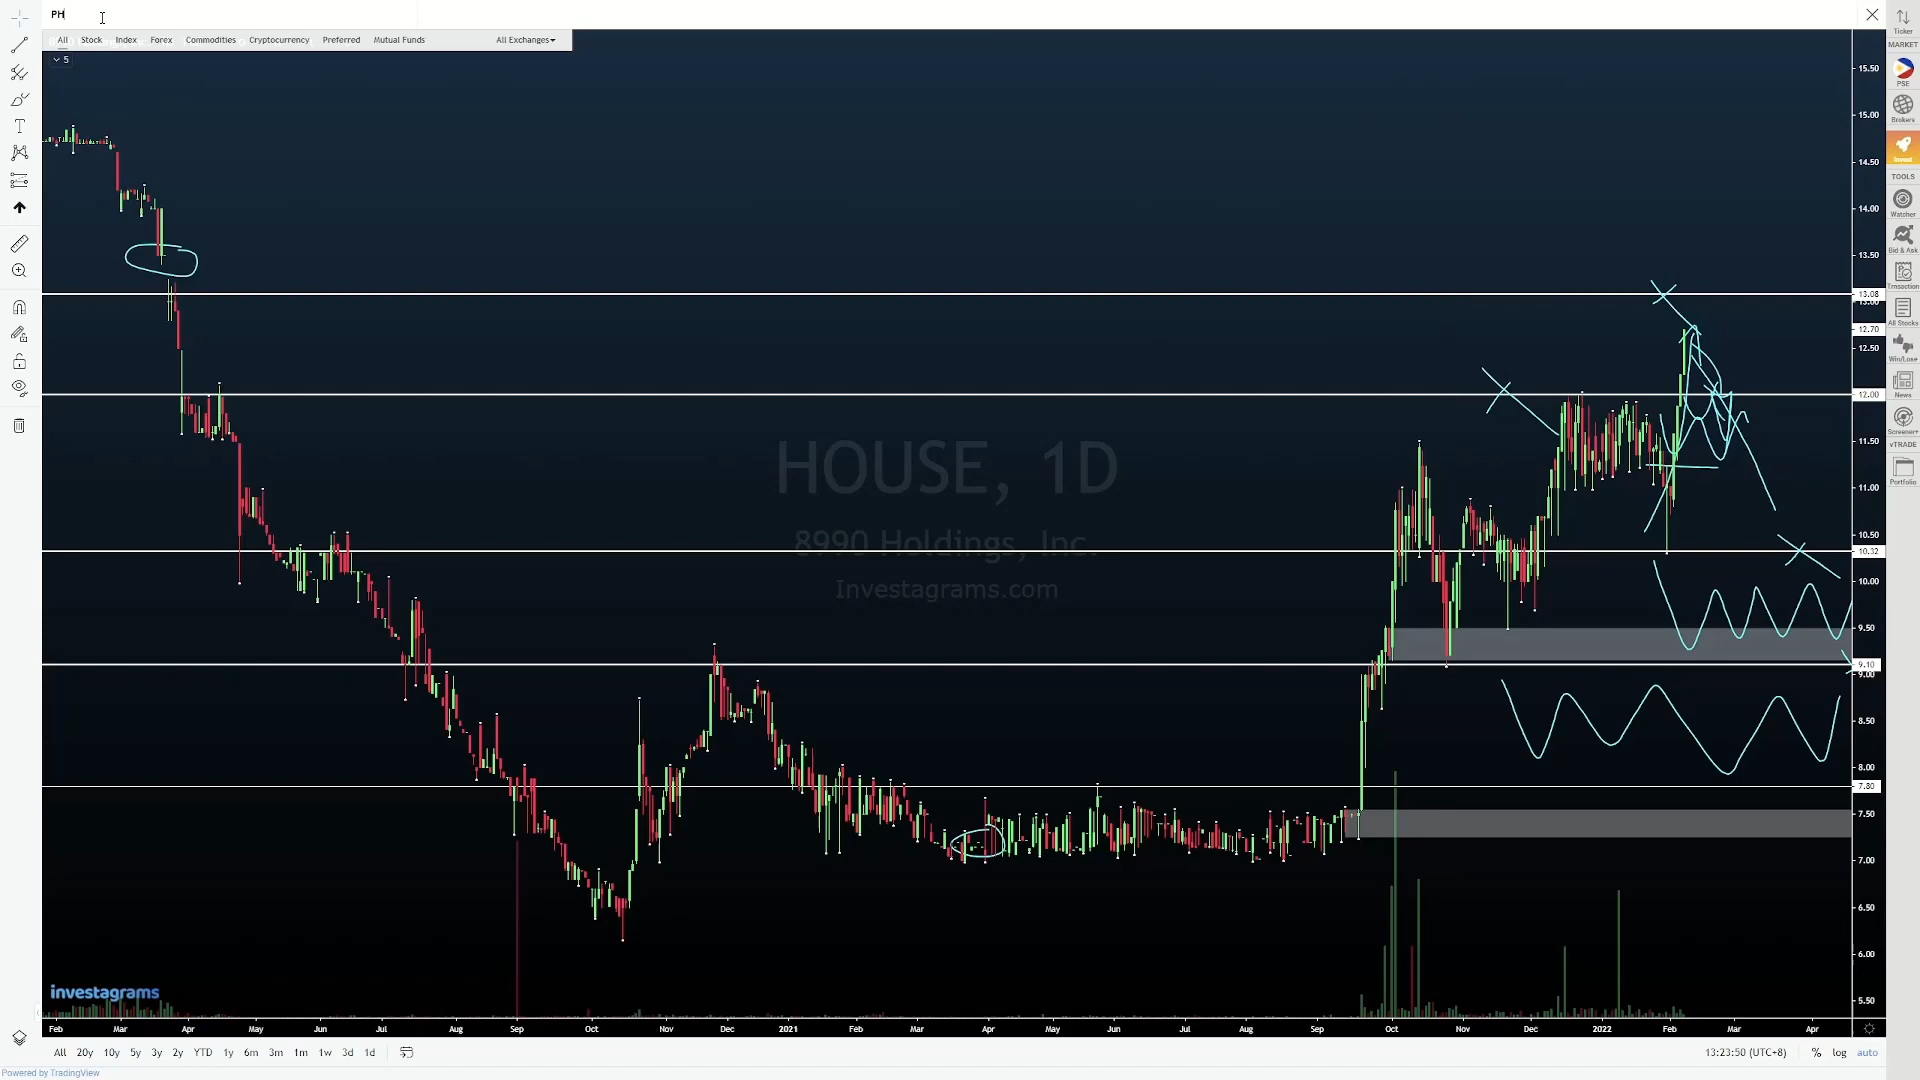 PH
Ticker
All Stock Index Forex Commodities Cryptocurrency Preferred Mutual Funds All Exchanges
MARKET
5
15.50
PSE
15.00
Brokers
14.50
Invest
TOOLS
14.00
Watcher
13.50
Bid & Ask
13.08
13.00
Trnsaction
12.70
All Stocks
12.50
Win/Lose
12.00
News
HOUSE, 1D
11.50
Screener+
vTRADE
11.00
Portfolio
8990 Holdings, Inc.
10.50
10.32
Investagrams.com
10.00
9.50
9.10
9.00
8.50
8.00
7.80
7.50
7.00
6.50
6.00
investagrams
5.50
Feb Mar Apr May Jun Jul Aug Sep Oct Nov Dec 2021 Feb Mar Apr May Jun Jul Aug Sep Oct Nov Dec 2022 Feb Mar Apr
All 20y 10y 5y 3y 2y YTD 1y 6m 3m 1m 1w 3d 1d
13:23:50 (UTC+8) % log auto
Powered by TradingView